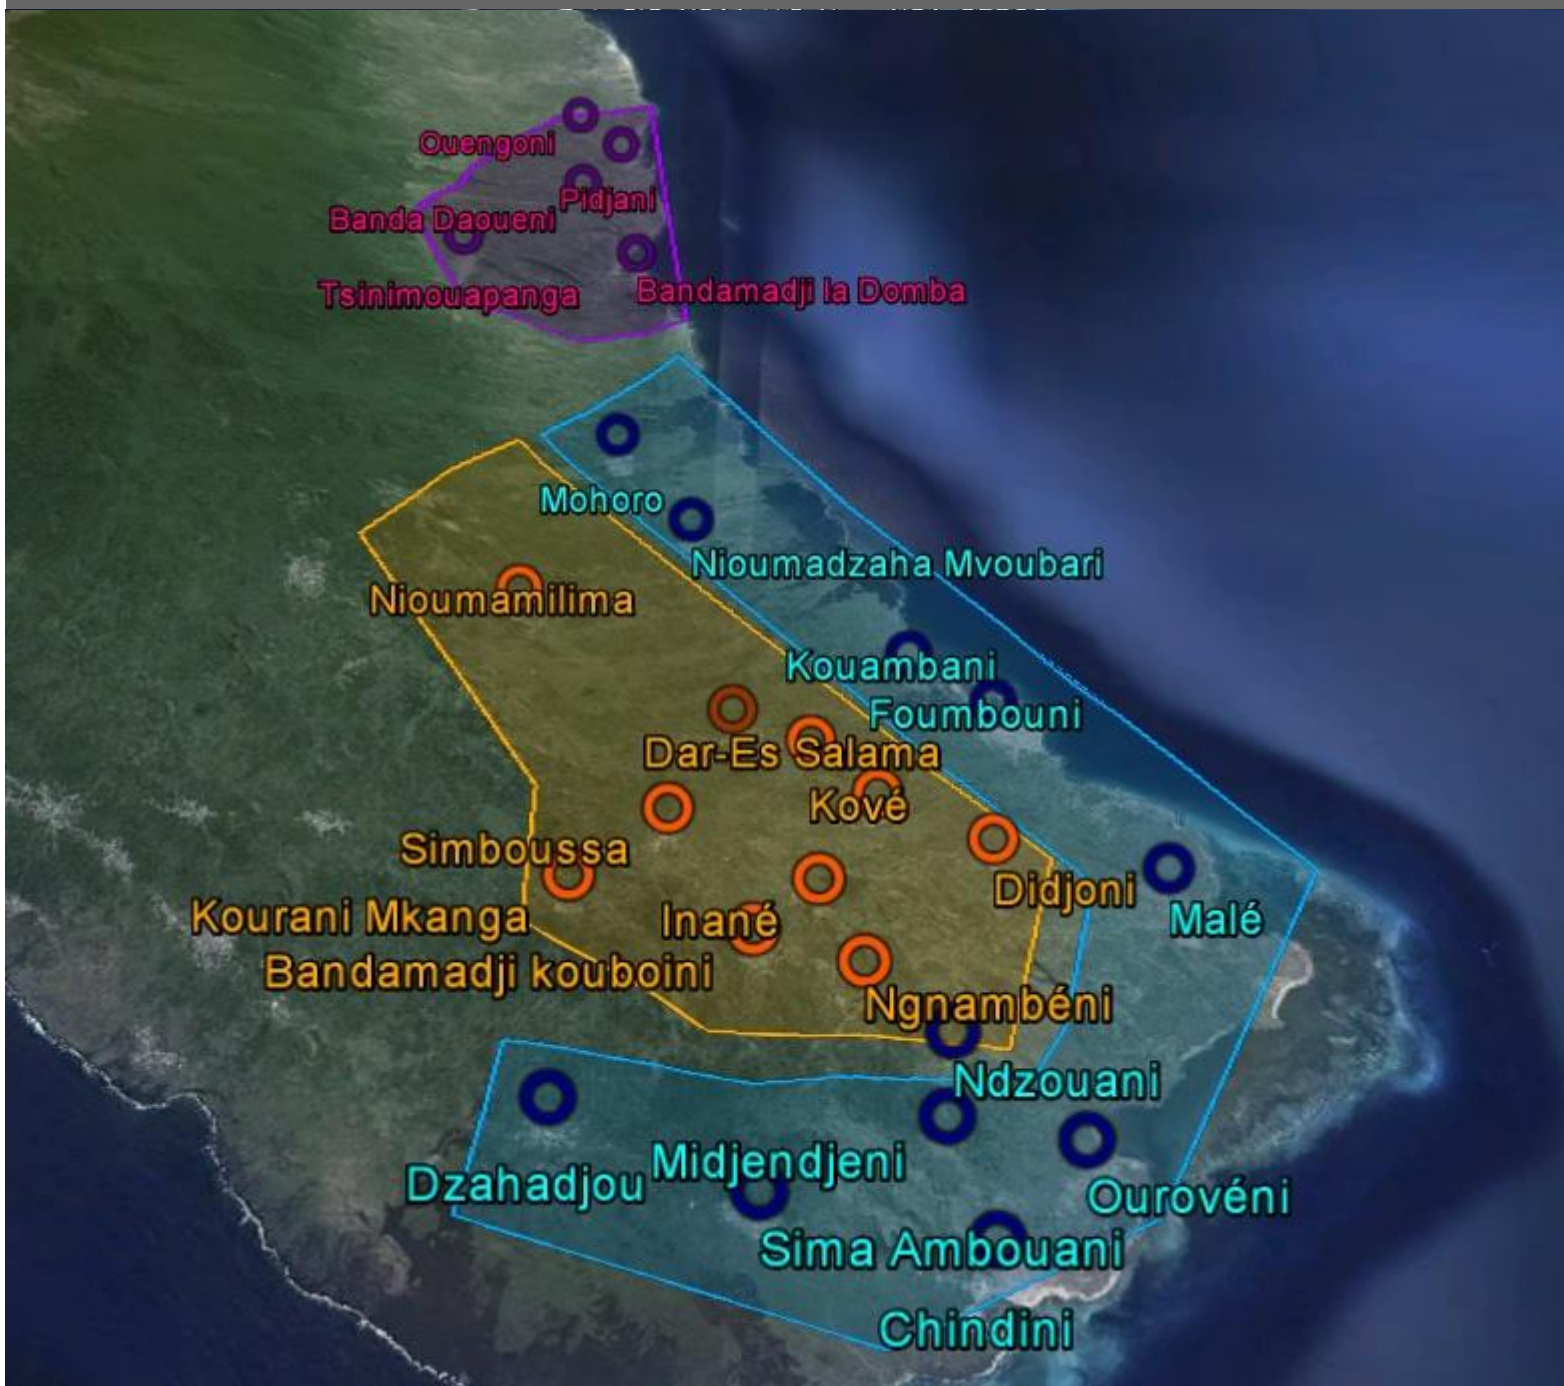 Ouengoni
Pidjani
Banda Daoueni
Tsinimouapanga
Bandamadji la Domba
Mohoro
Nioumadzaha Mvoubari
Nioumamilima
Kouambani
Foumbouni
Dar-Es Salama
Kové
Simboussa
Didjoni
Kourani Mkanga
Inané
Malé
Bandamadji kouboini
Ngnambéni
Ndzouani
Midjendjeni
Dzahadjou
Ourovéni
Sima Ambouani
Chindini